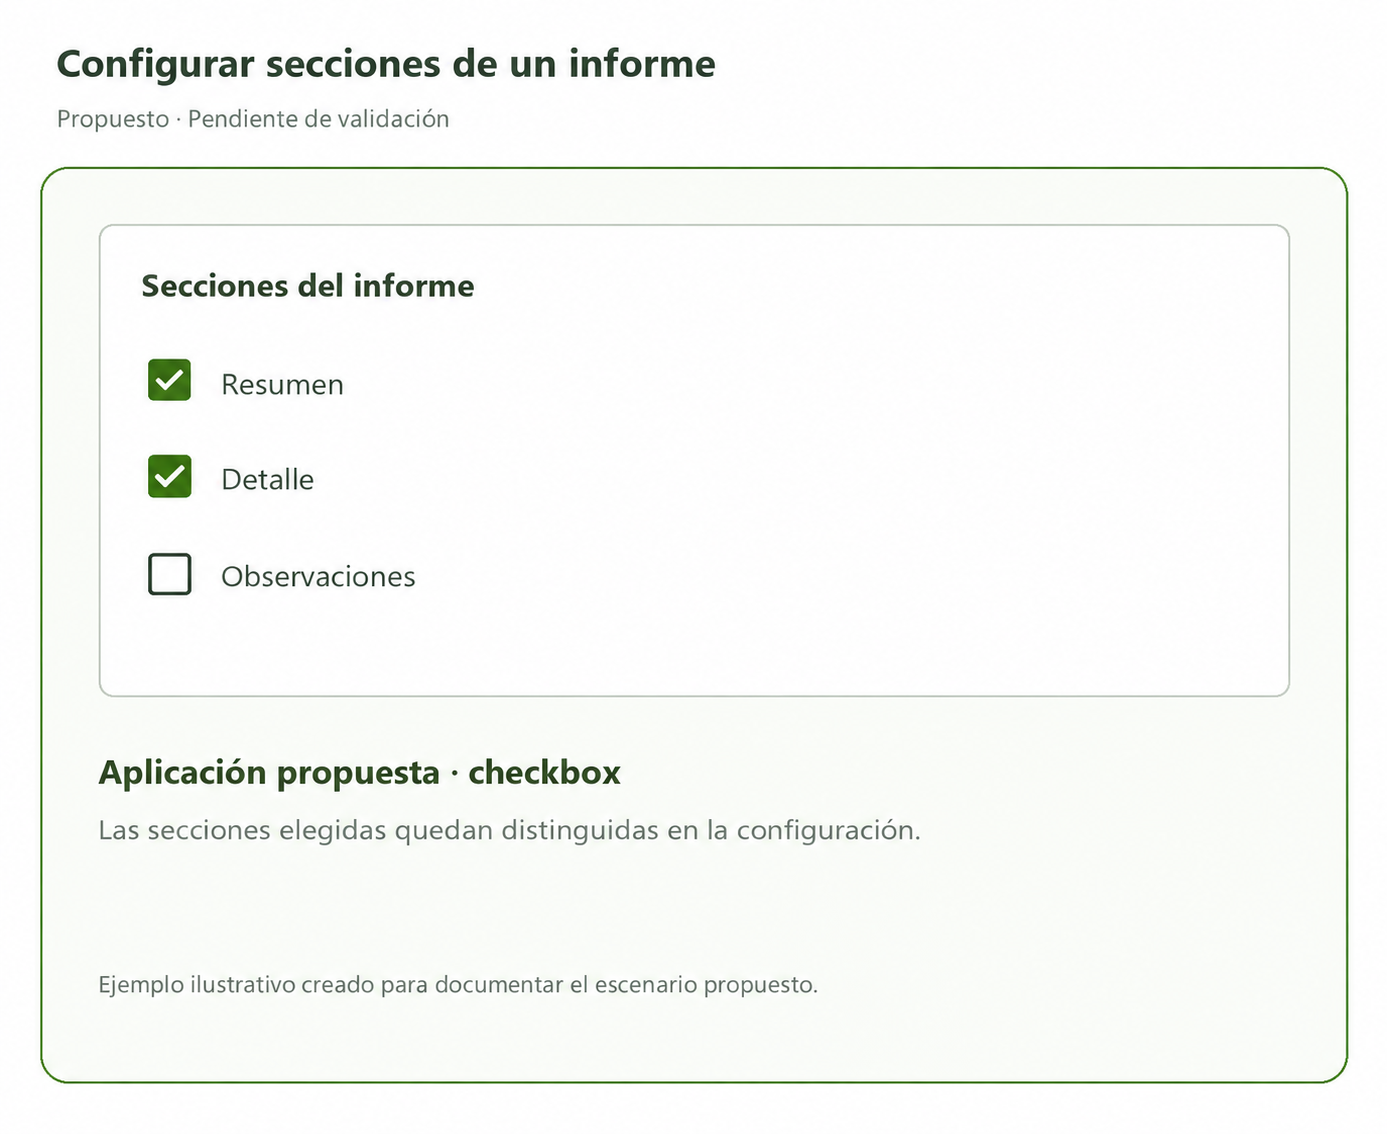 Configurar secciones de un informe
Propuesto · Pendiente de validación
Secciones del informe
Resumen
Detalle
Observaciones
Aplicación propuesta · checkbox
Las secciones elegidas quedan distinguidas en la configuración.
Ejemplo ilustrativo creado para documentar el escenario propuesto.